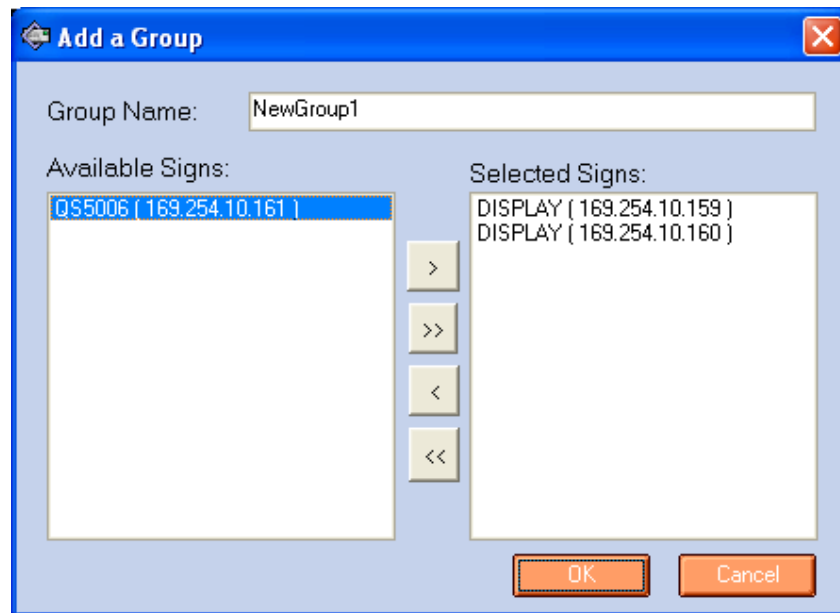 Add a Group
Group Name:
NewGroup1
Available Signs:
Selected Signs:
QS5006 ( 169.254.10.161 )
DISPLAY ( 169.254.10.159 )
DISPLAY ( 169.254.10.160 )
>
>>
<
<<
OK
Cancel